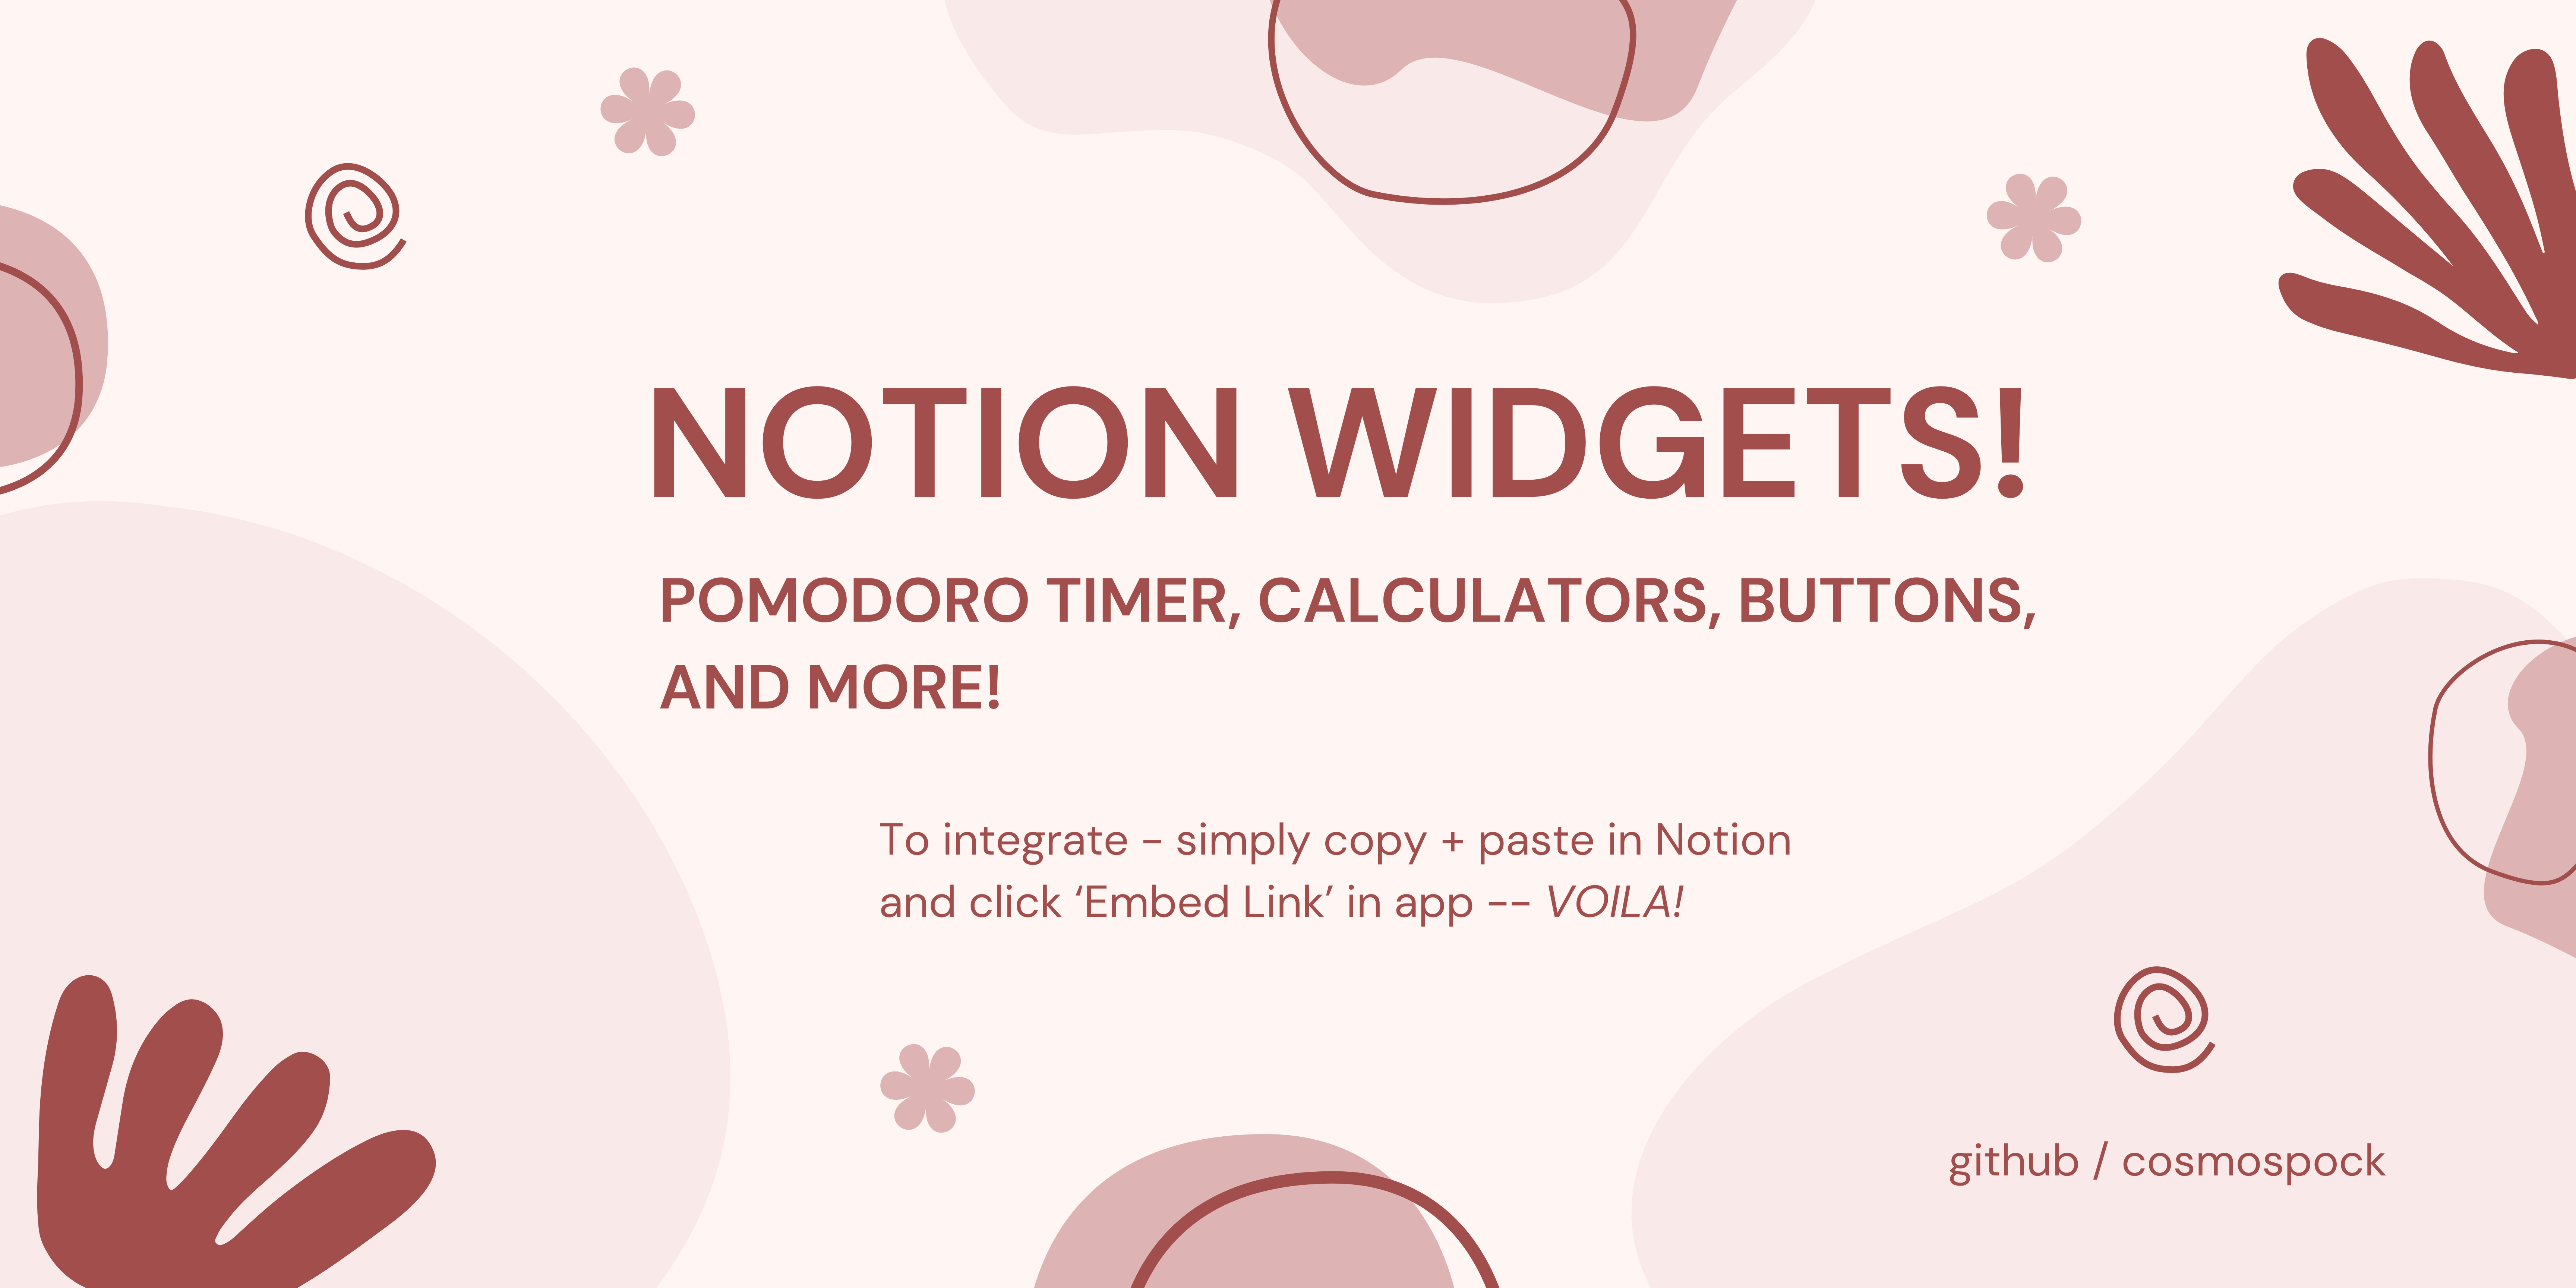 NOTION WIDGETS!
POMODORO TIMER, CALCULATORS, BUTTONS,
AND MORE!
To integrate - simply copy + paste in Notion
and click ‘Embed Link’ in app -- VOILA!
github / cosmospock